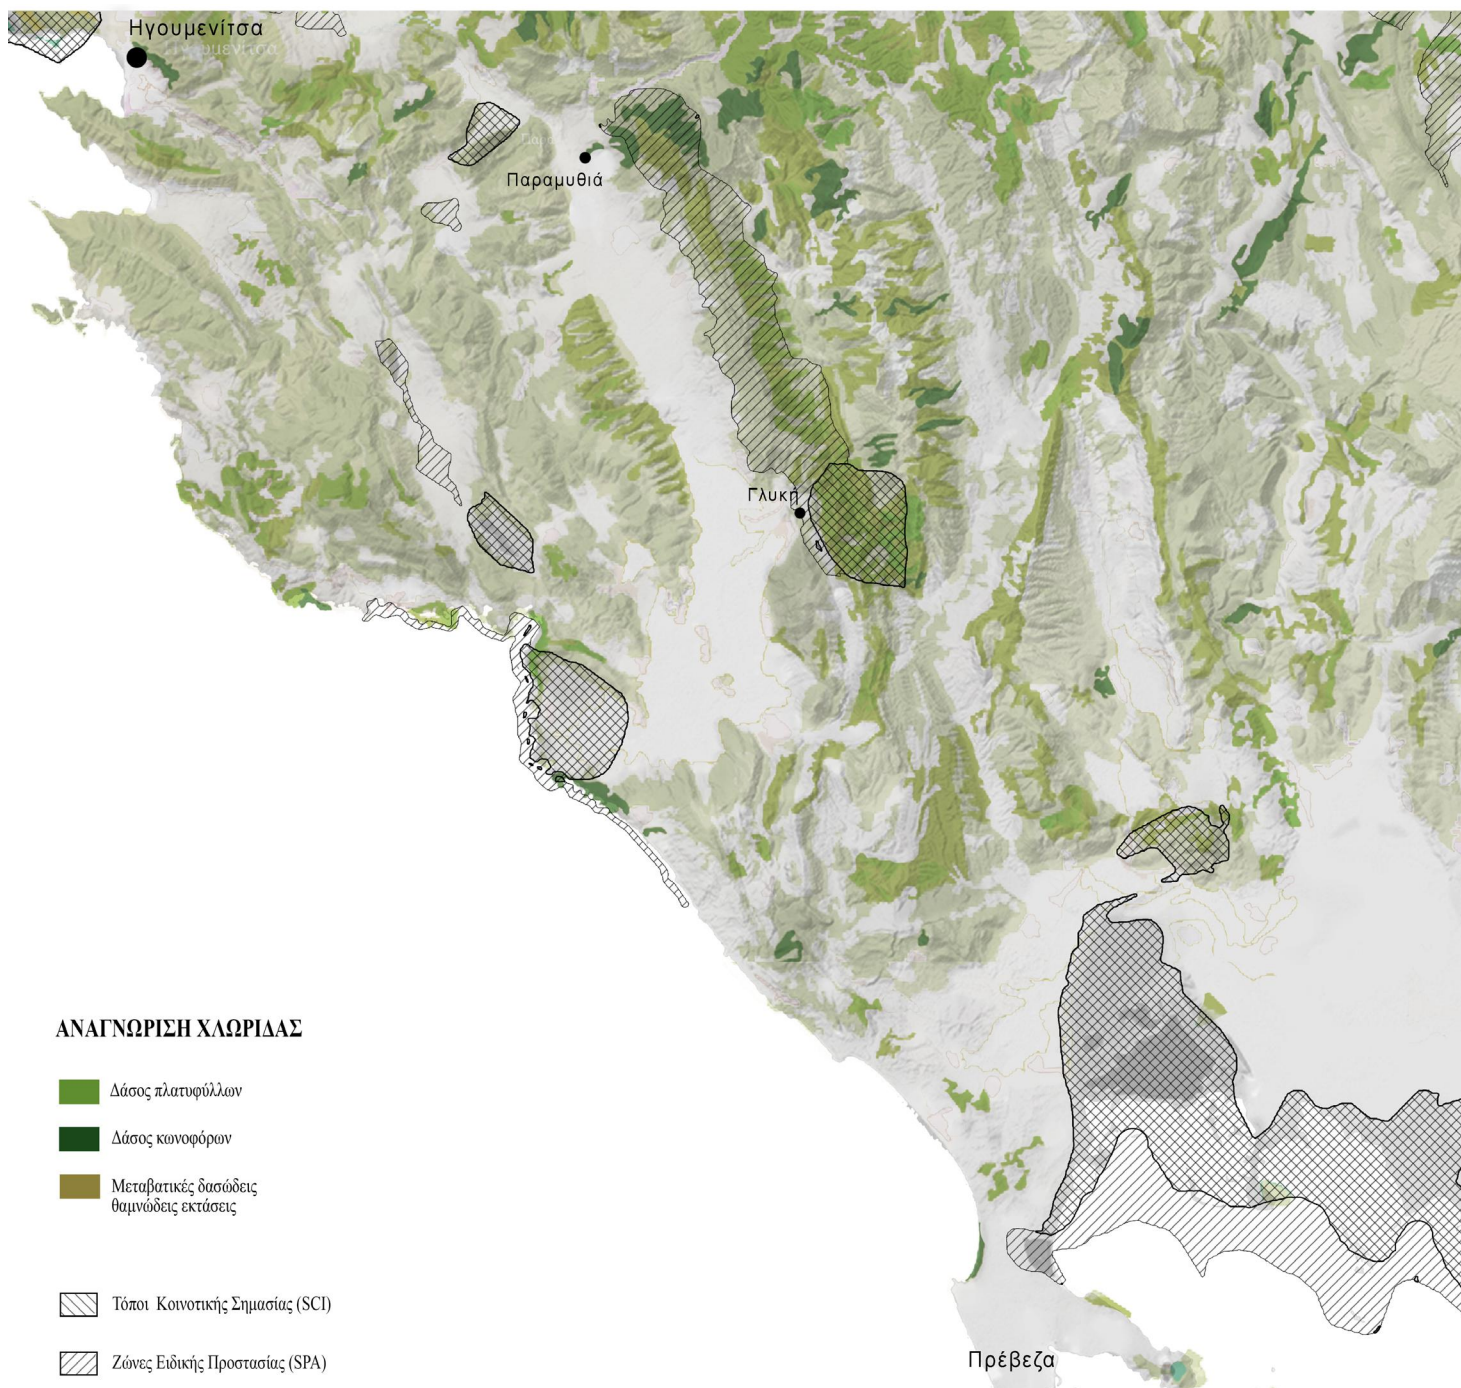 Ηγουμενίτσα
Ηγουμενίτσα
Παραμυθιά
Γλυκή
ΑΝΑΓΝΩΡΙΣΗ ΧΛΩΡΙΔΑΣ
Δάσος πλατυφύλλων
Δάσος κωνοφόρων
Μεταβατικές δασώδεις
θαμνώδεις εκτάσεις
Τόποι Κοινοτικής Σημασίας (SCI)
Ζώνες Ειδικής Προστασίας (SPA)
Πρέβεζα